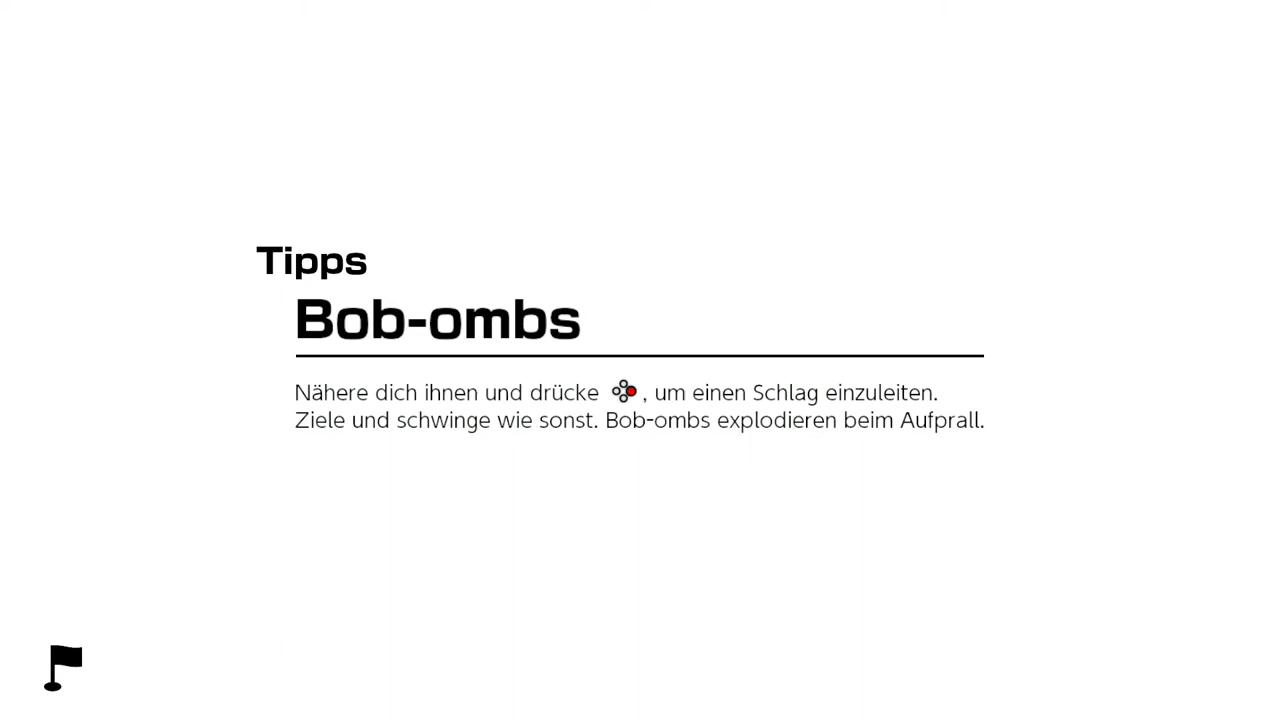 Tipps
Bob-ombs
Nähere dich ihnen und drücke , um einen Schlag einzuleiten.
Ziele und schwinge wie sonst. Bob-ombs explodieren beim Aufprall.